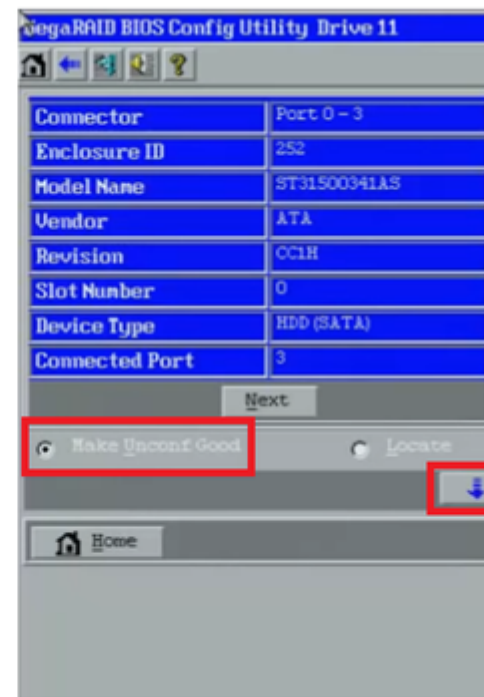 MegaRAID BIOS Config Utility Drive 11
Connector Port 0 - 3
Enclosure ID 252
Model Name ST31500341AS
Vendor ATA
Revision CC1H
Slot Number 0
Device Type HDD (SATA)
Connected Port 3
Next
Make Unconf Good Locate
Home